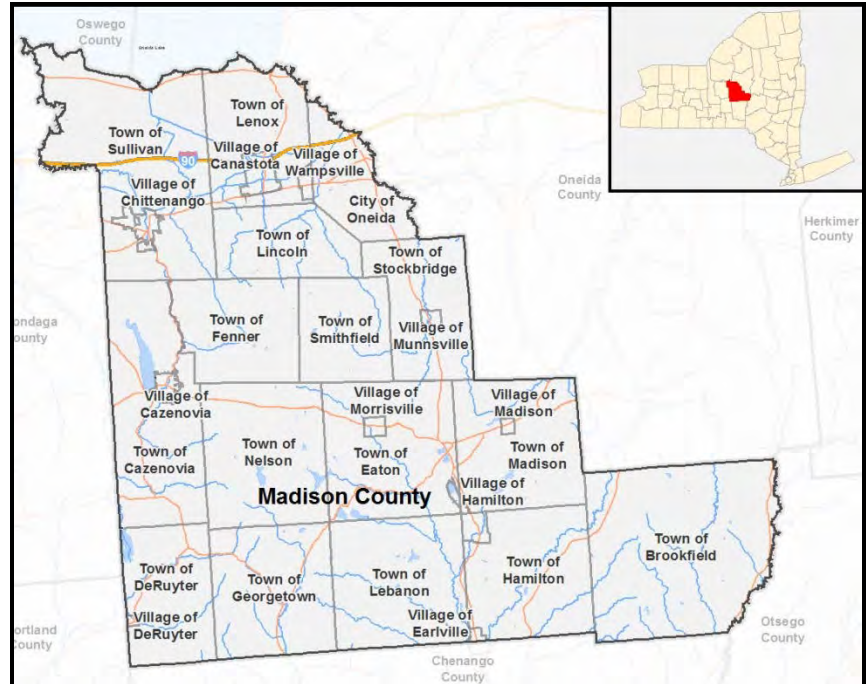 Oswego
County
Oneida Lake
Town of
Lenox
Town of
Sullivan
90
Village of
Canastota
Village of
Wampsville
Village of
Chittenango
City of
Oneida
Oneida
County
Herkimer
County
Town of
Lincoln
Town of
Stockbridge
ondaga
ounty
Town of
Fenner
Town of
Smithfield
Village of
Munnsville
Village of
Cazenovia
Village of
Morrisville
Village of
Madison
Town of
Cazenovia
Town of
Nelson
Town of
Eaton
Town of
Madison
Village of
Hamilton
Madison County
Town of
Brookfield
Town of
DeRuyter
Town of
Georgetown
Town of
Lebanon
Town of
Hamilton
Village of
DeRuyter
Village of
Earlville
ortland
ounty
Chenango
County
Otsego
County